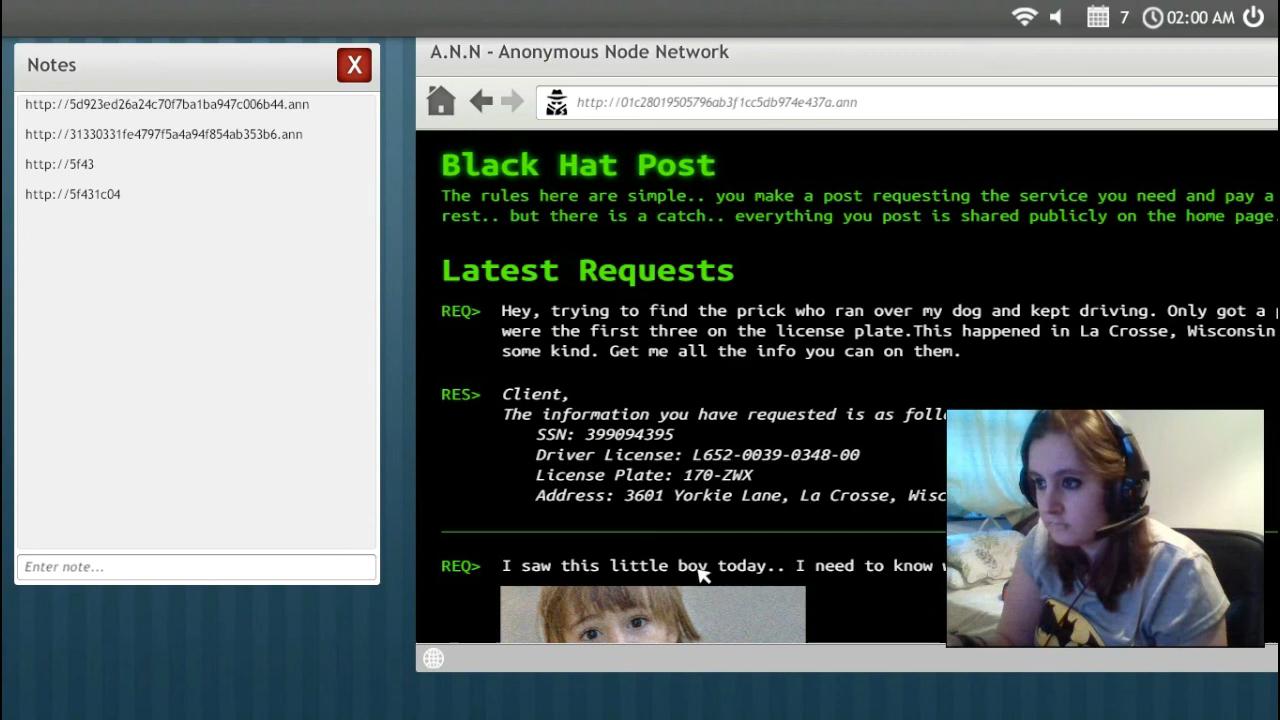 7 02:00 AM
Notes
X
http://5d923ed26a24c70f7ba1ba947c006b44.ann
http://31330331fe4797f5a4a94f854ab353b6.ann
http://5f43
http://5f431c04
Enter note...
A.N.N - Anonymous Node Network
http://01c28019505796ab3f1cc5db974e437a.ann
Black Hat Post
The rules here are simple.. you make a post requesting the service you need and pay a
rest.. but there is a catch.. everything you post is shared publicly on the home page.
Latest Requests
REQ> Hey, trying to find the prick who ran over my dog and kept driving. Only got a
were the first three on the license plate.This happened in La Crosse, Wisconsin
some kind. Get me all the info you can on them.
RES> Client,
The information you have requested is as
SSN: 399094395
Driver License: L652-0039-0348-00
License Plate: 170-ZWX
Address: 3601 Yorkie Lane, La Crosse,
REQ> I saw this little boy today.. I need to know